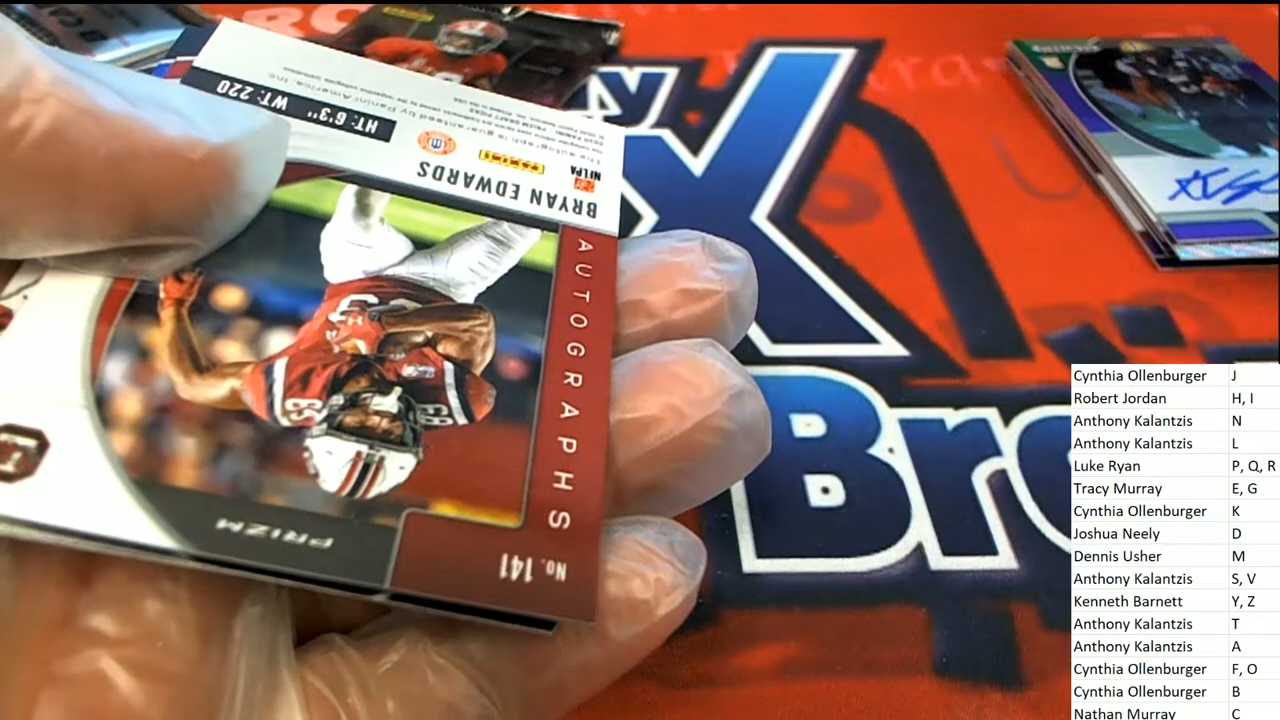 HT: 6'3" WT: 220
BRYAN EDWARDS
NFLPA
PANINI
AUTOGRAPHS
PRIZM
No. 141
Bro
Cynthia Ollenburger J
Robert Jordan H, I
Anthony Kalantzis N
Anthony Kalantzis L
Luke Ryan P, Q, R
Tracy Murray E, G
Cynthia Ollenburger K
Joshua Neely D
Dennis Usher M
Anthony Kalantzis S, V
Kenneth Barnett Y, Z
Anthony Kalantzis T
Anthony Kalantzis A
Cynthia Ollenburger F, O
Cynthia Ollenburger B
Nathan Murray C